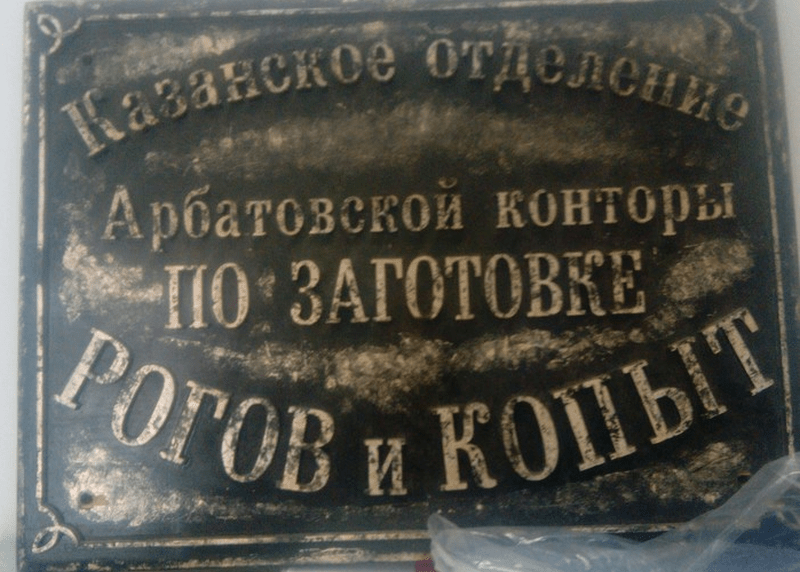 Казанское отделение
Арбатовской конторы
ПО ЗАГОТОВКЕ
РОГОВ и КОПЫТ